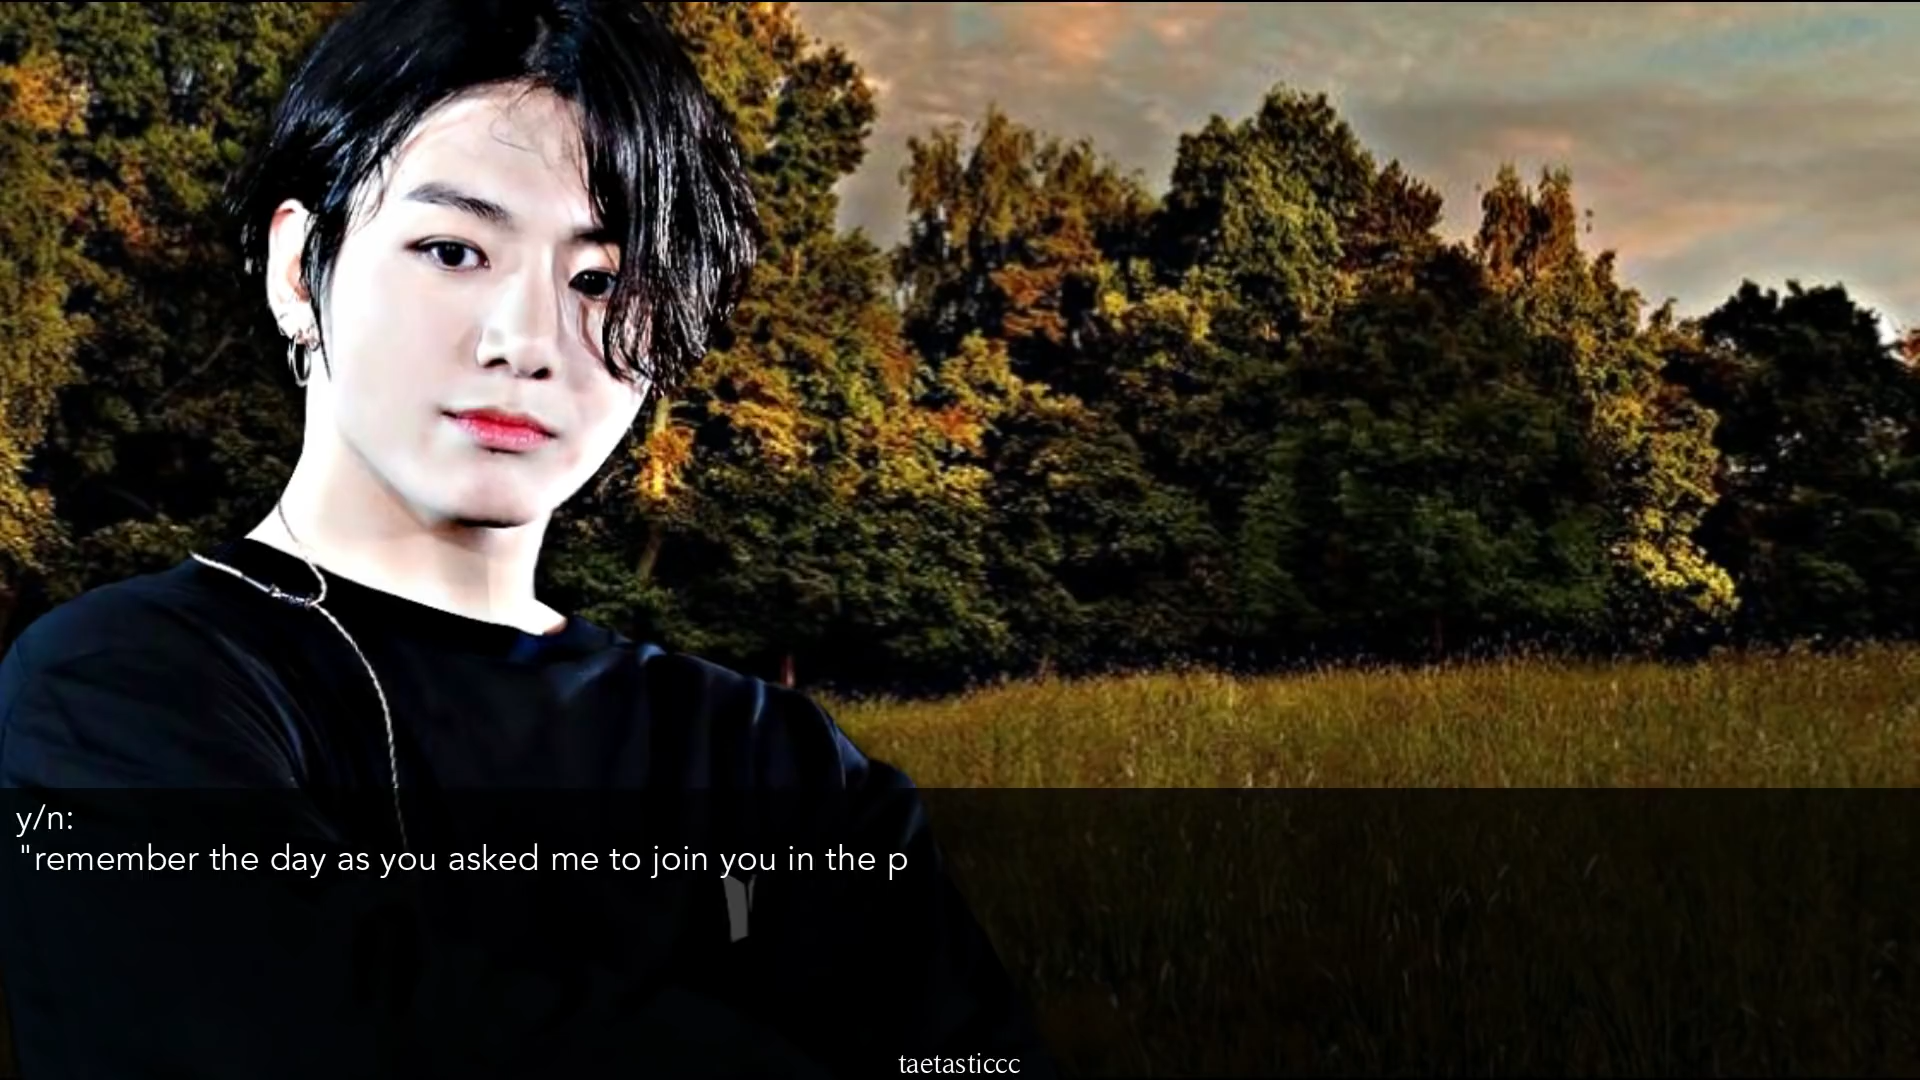 y/n:
"remember the day as you asked me to join you in the p
taetasticcc